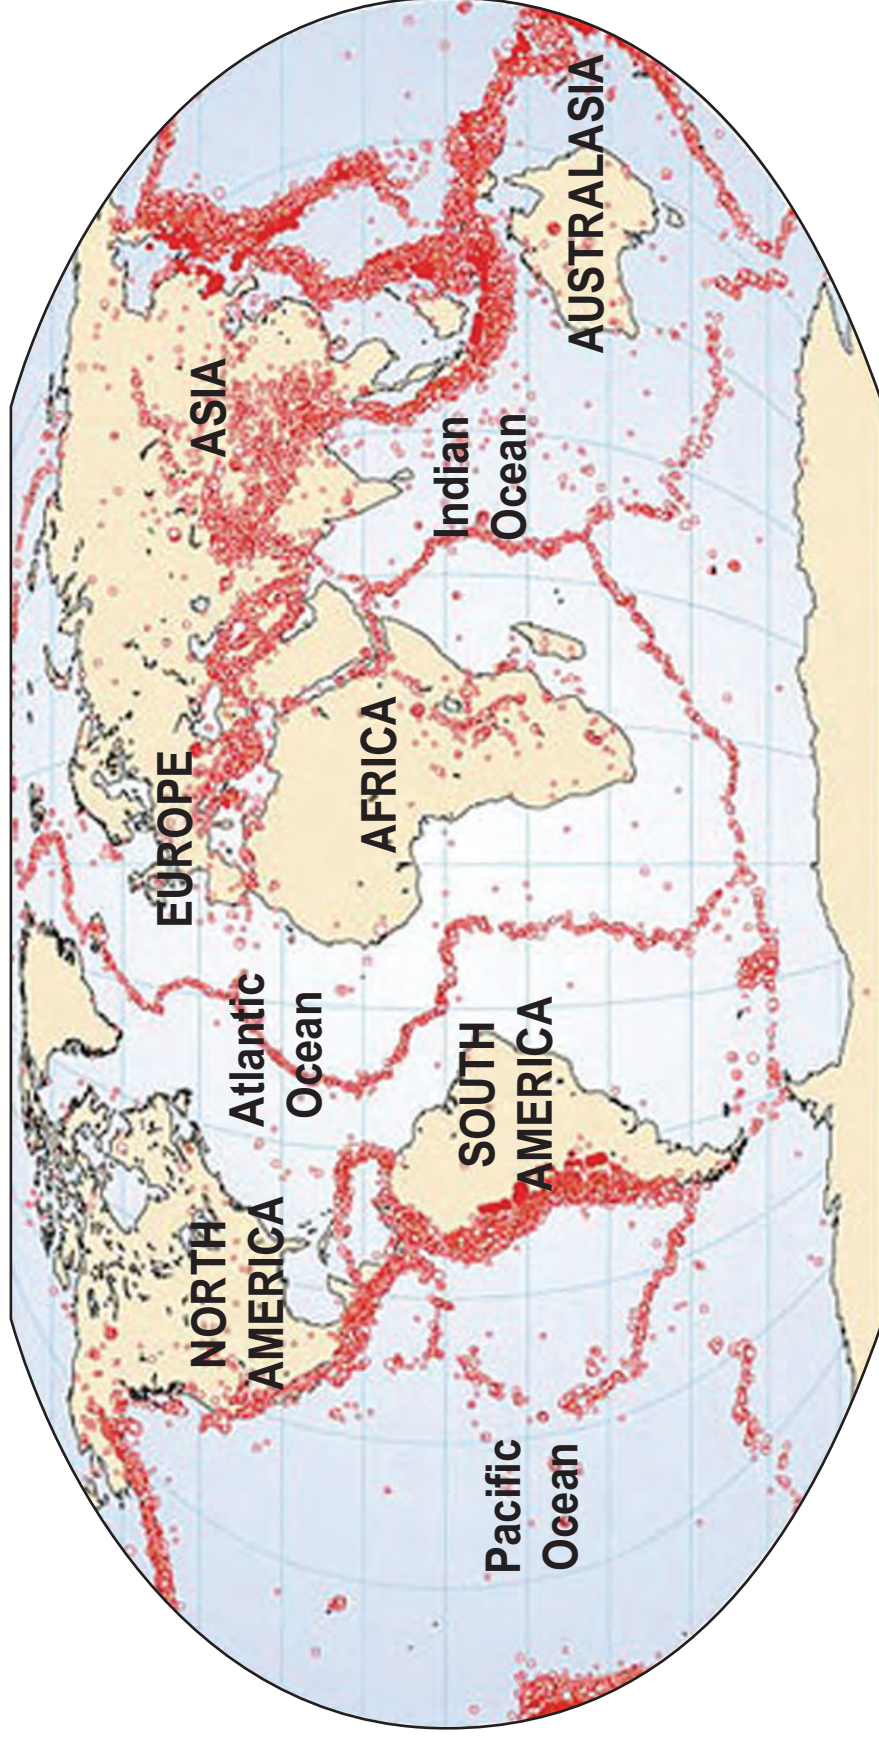 NORTH
AMERICA
Atlantic
Ocean
EUROPE
ASIA
AFRICA
Indian
Ocean
Pacific
Ocean
SOUTH
AMERICA
AUSTRALASIA